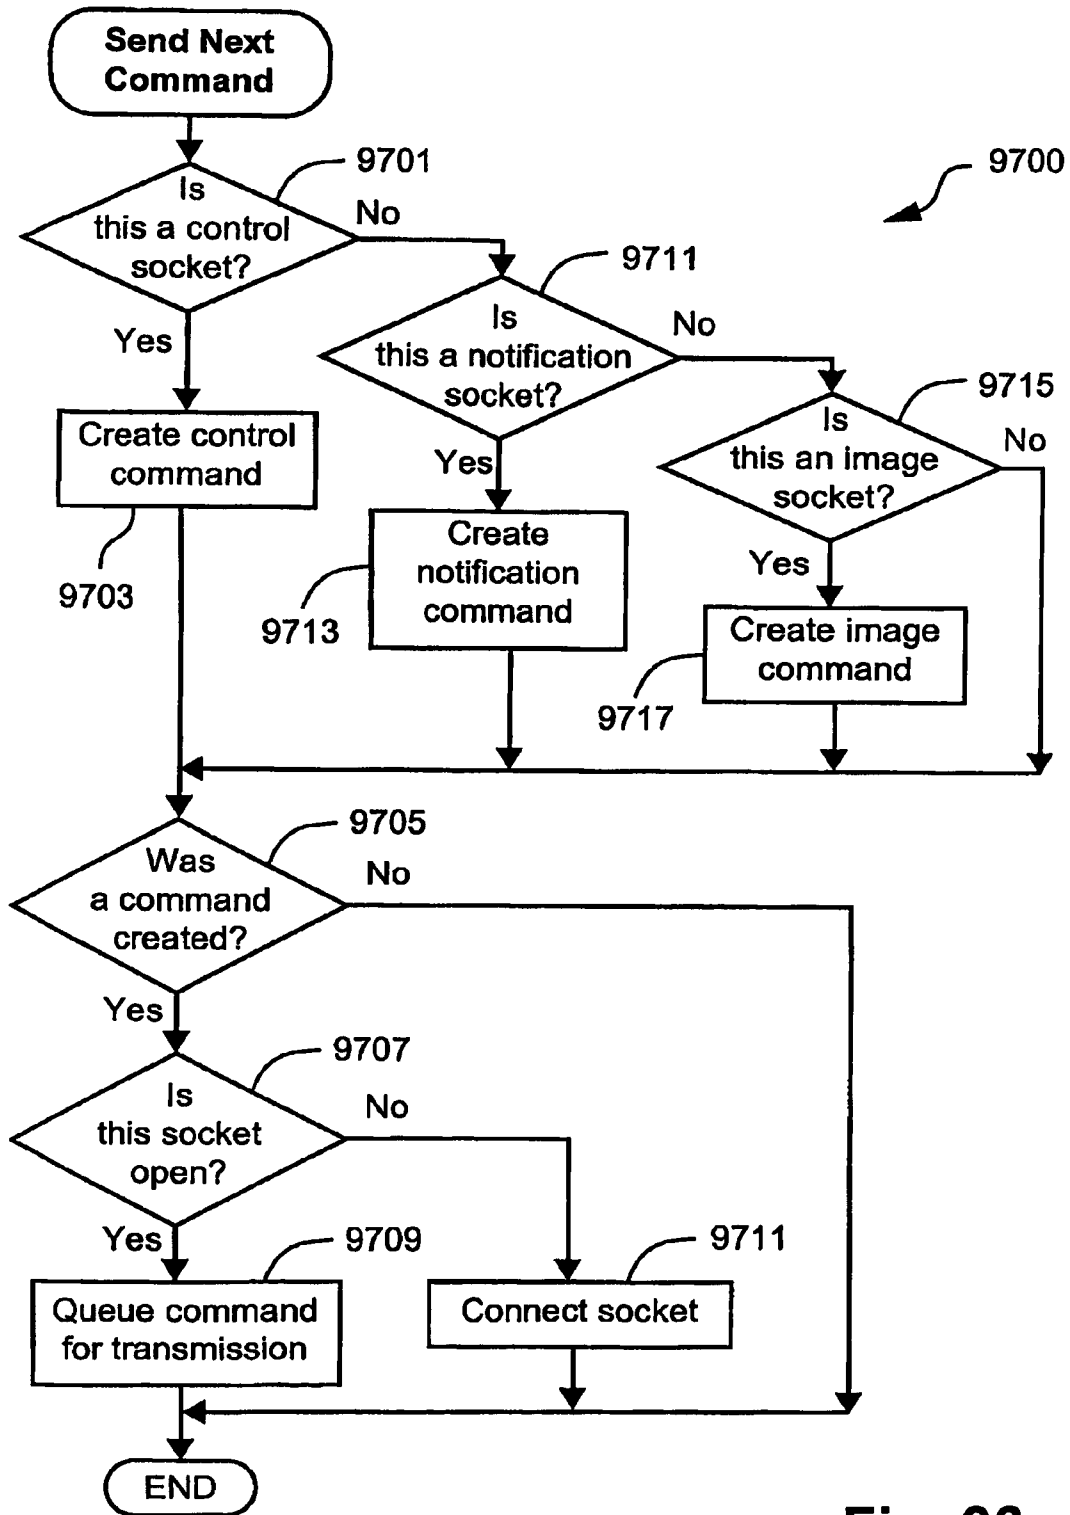 Send Next
Command
9701
9700
Is
this a control
socket?
No
9711
Yes
Is
this a notification
socket?
No
9715
Create control
command
9703
Yes
Is
this an image
socket?
No
Create
notification
command
9713
Yes
Create image
command
9717
9705
Was
a command
created?
No
Yes
9707
Is
this socket
open?
No
Yes
9709
9711
Queue command
for transmission
Connect socket
END